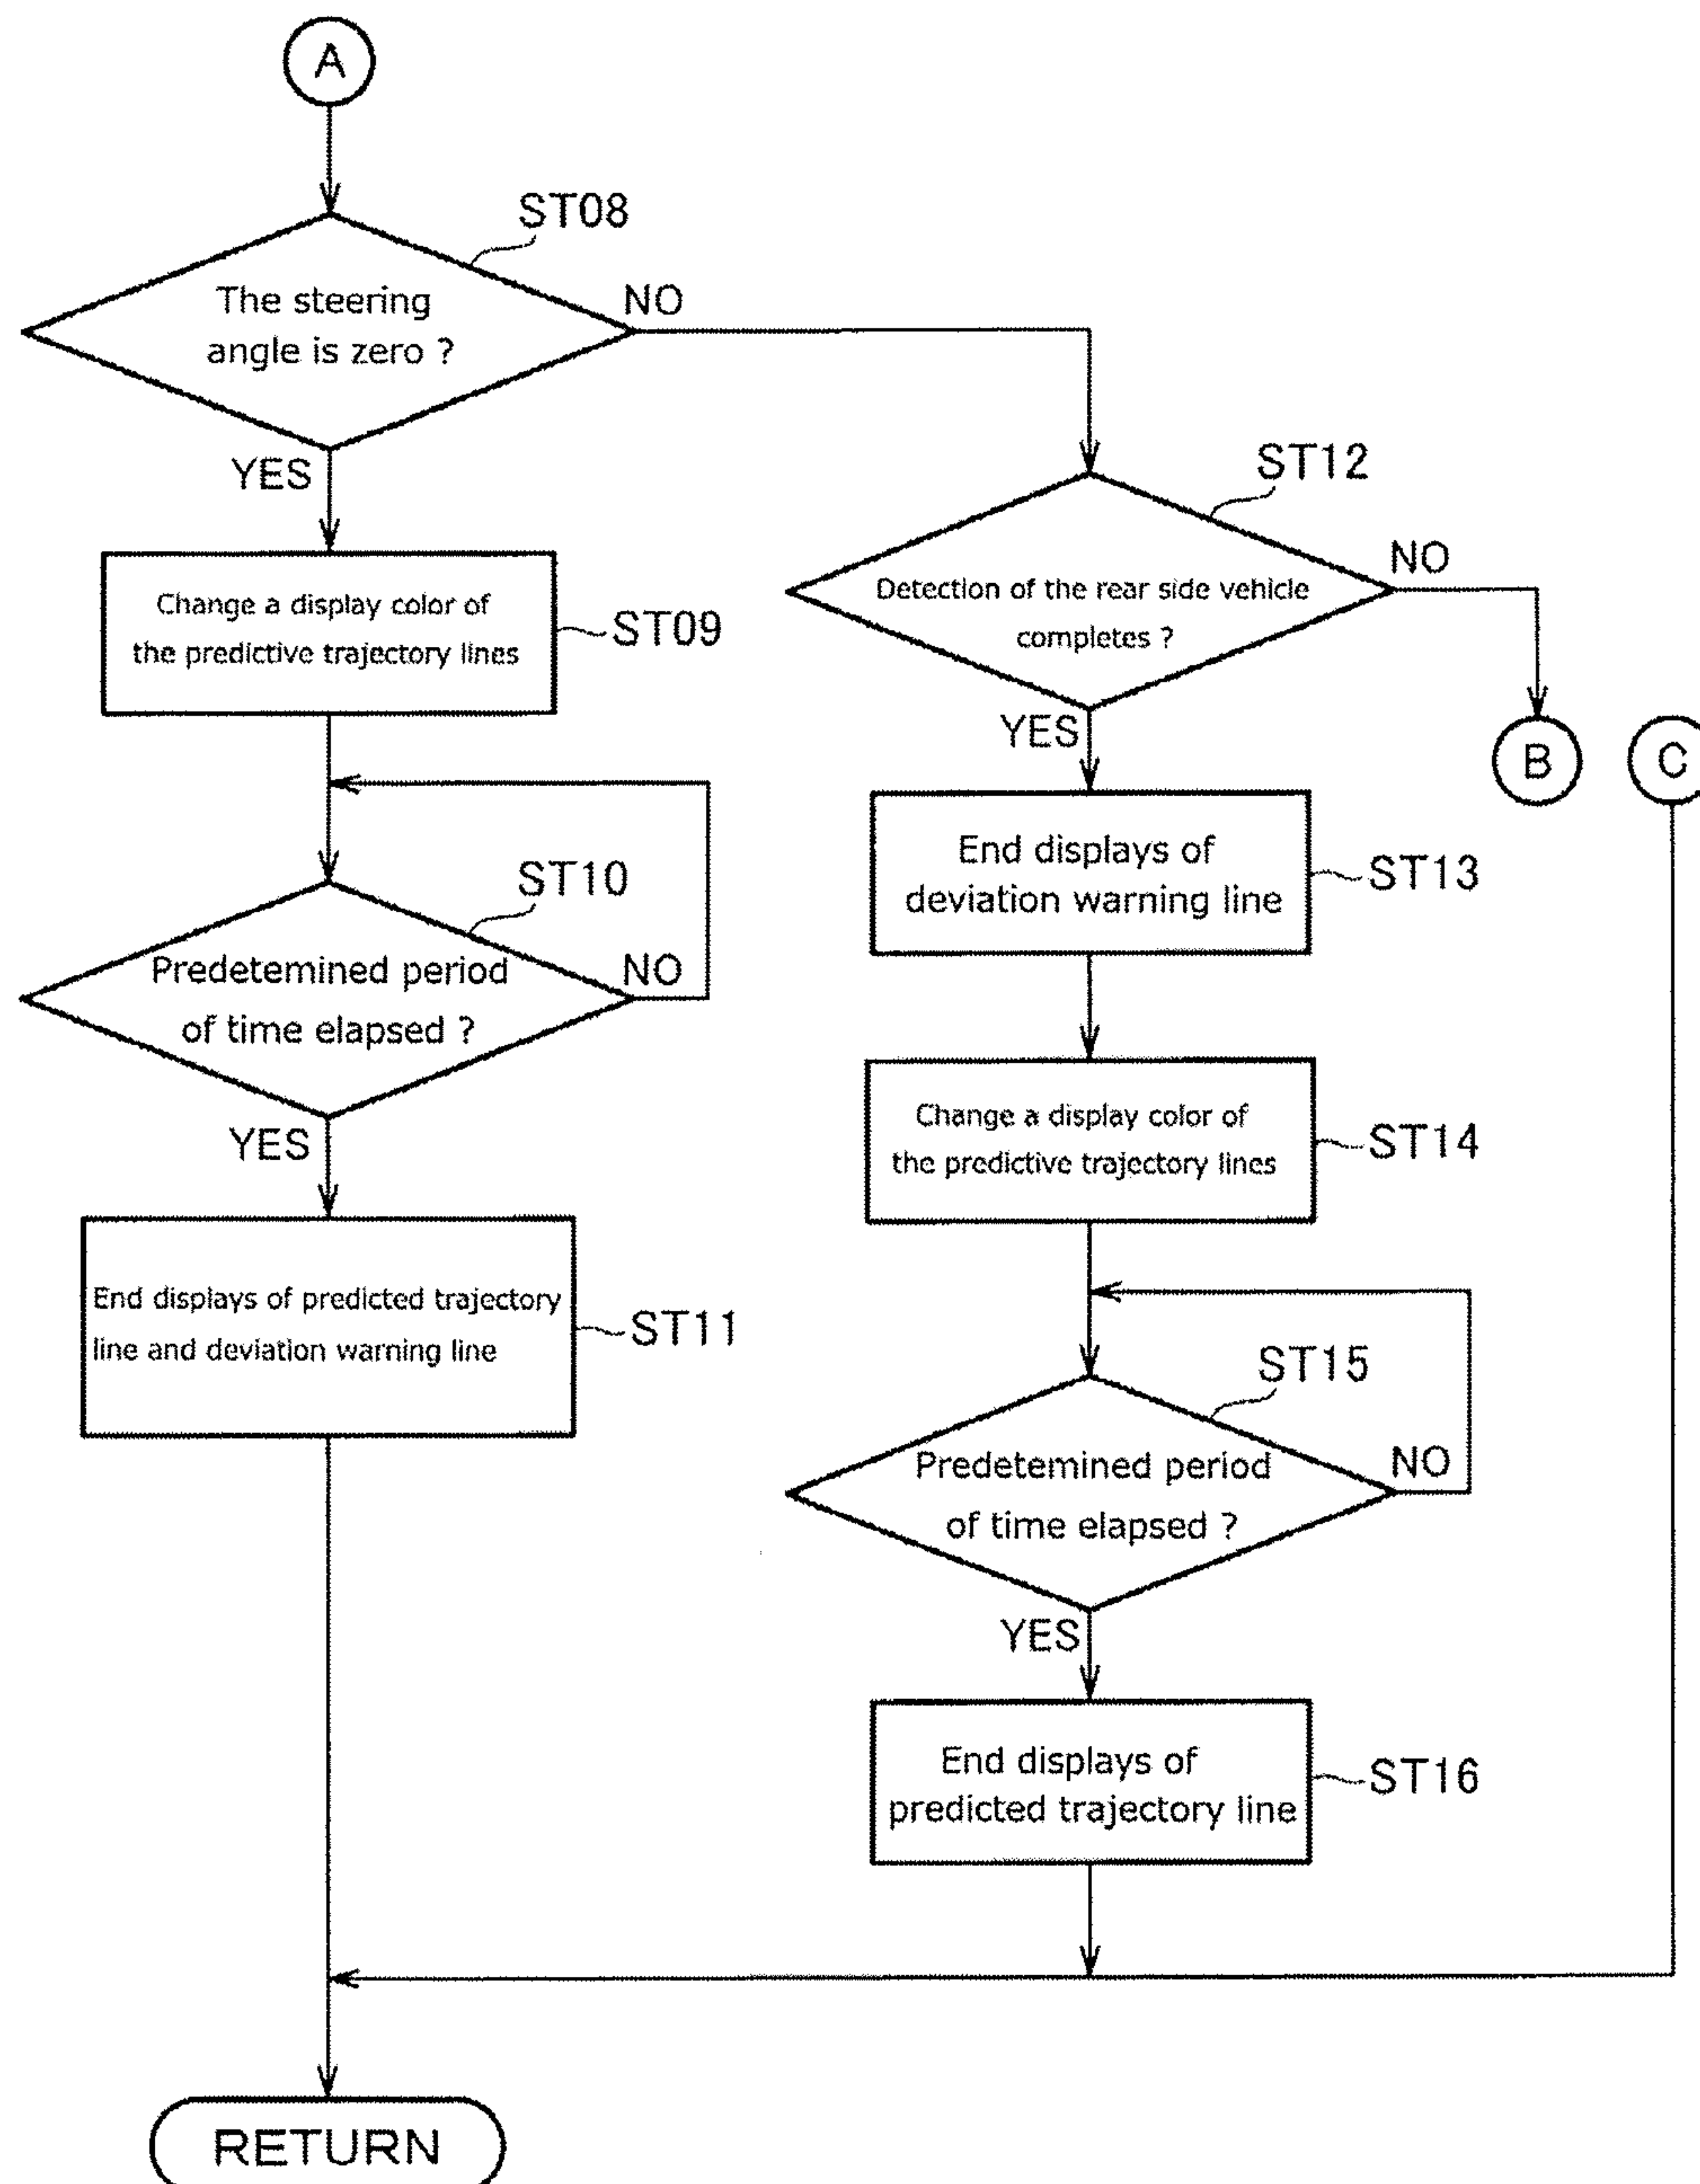 A
ST08
The steering
angle is zero ?
NO
YES
ST12
Detection of the rear side vehicle
completes ?
NO
YES
Change a display color of
the predictive trajectory lines
ST09
B
C
End displays of
deviation warning line
ST13
ST10
Predetemined period
of time elapsed ?
NO
YES
Change a display color of
the predictive trajectory lines
ST14
End displays of predicted trajectory
line and deviation warning line
ST11
ST15
Predetemined period
of time elapsed ?
NO
YES
End displays of
predicted trajectory line
ST16
RETURN